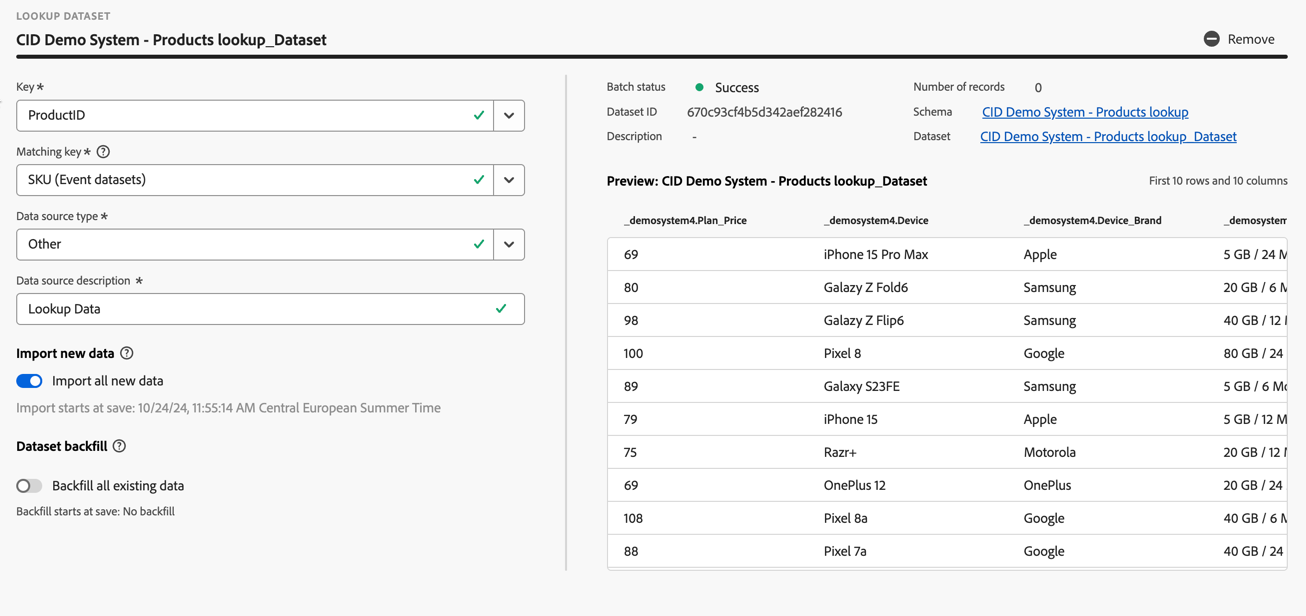 LOOKUP DATASET
CID Demo System - Products lookup_Dataset
Remove
Key *
ProductID
Matching key *
SKU (Event datasets)
Data source type *
Other
Data source description *
Lookup Data
Import new data
Import all new data
Import starts at save: 10/24/24, 11:55:14 AM Central European Summer Time
Dataset backfill
Backfill all existing data
Backfill starts at save: No backfill
Batch status Success Number of records 0
Dataset ID 670c93cf4b5d342aef282416 Schema CID Demo System - Products lookup
Description - Dataset CID Demo System - Products lookup_Dataset
Preview: CID Demo System - Products lookup_Dataset First 10 rows and 10 columns
_demosystem4.Plan_Price _demosystem4.Device _demosystem4.Device_Brand _demosystem
69 iPhone 15 Pro Max Apple 5 GB / 24 M
80 Galazy Z Fold6 Samsung 20 GB / 6 M
98 Galazy Z Flip6 Samsung 40 GB / 12
100 Pixel 8 Google 80 GB / 24
89 Galaxy S23FE Samsung 5 GB / 6 Mo
79 iPhone 15 Apple 5 GB / 12 M
75 Razr+ Motorola 20 GB / 12
69 OnePlus 12 OnePlus 20 GB / 24
108 Pixel 8a Google 40 GB / 6 M
88 Pixel 7a Google 40 GB / 24